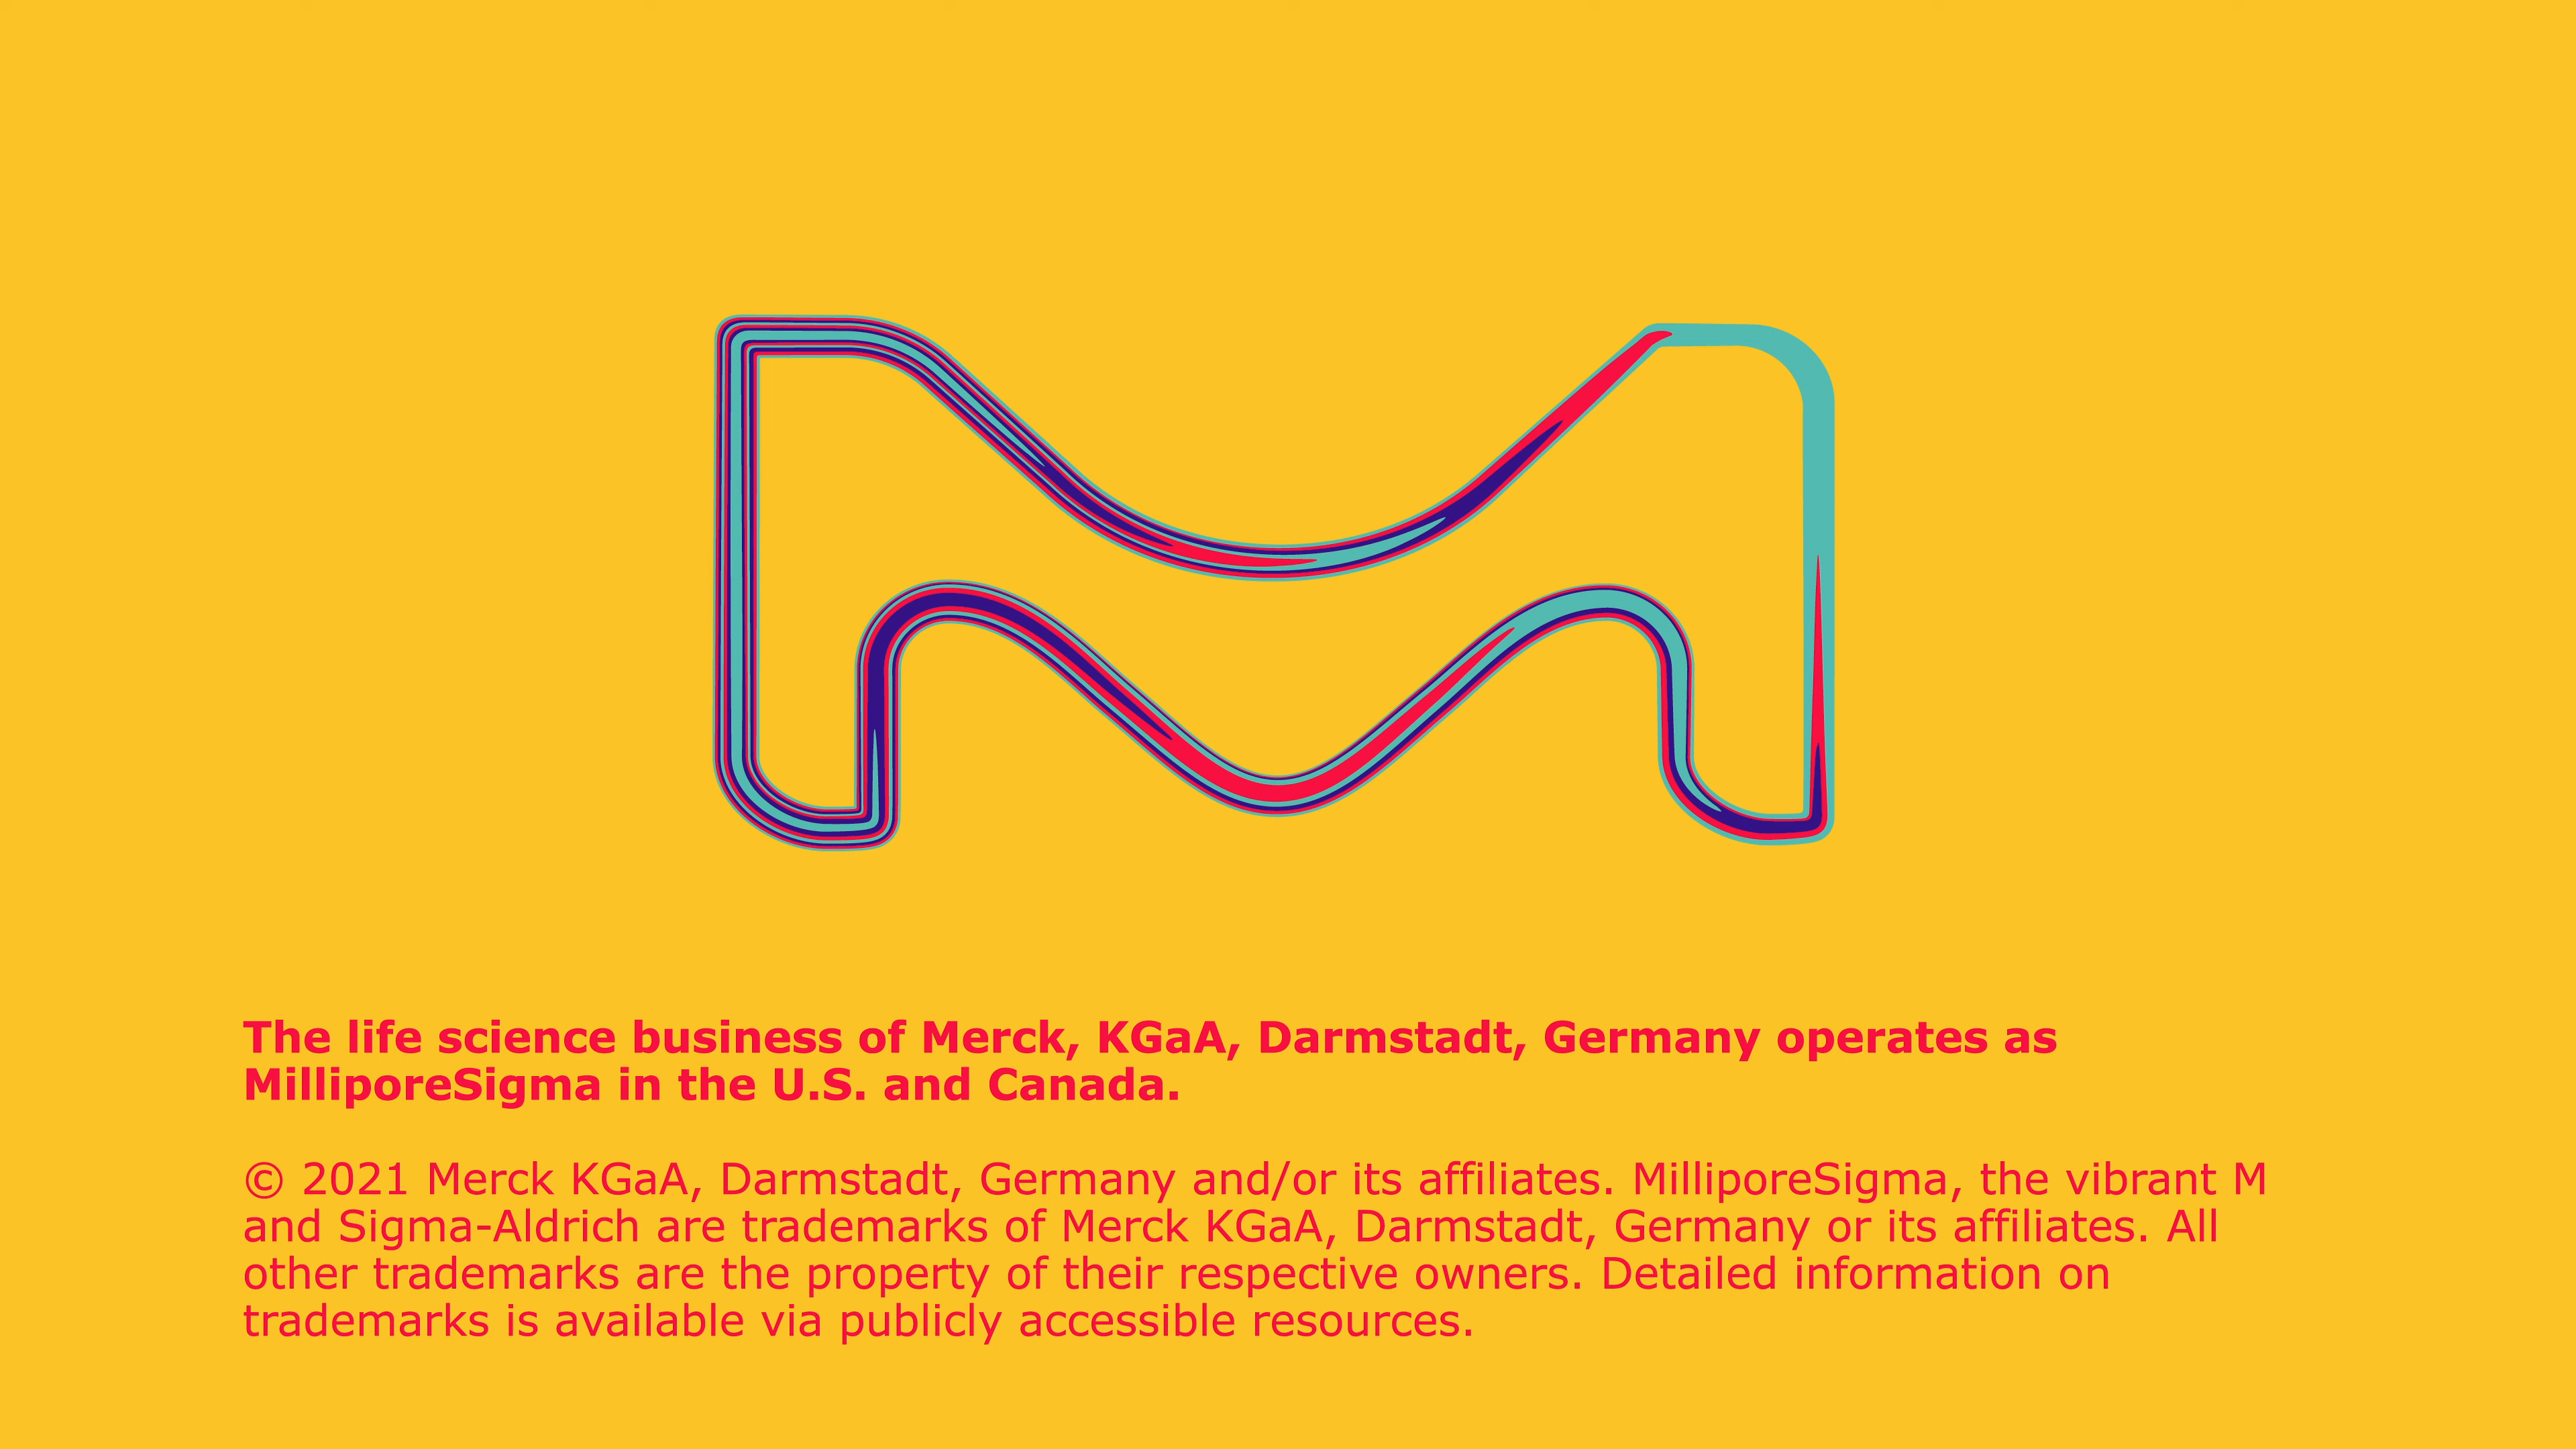 The life science business of Merck, KGaA, Darmstadt, Germany operates as
MilliporeSigma in the U.S. and Canada.
© 2021 Merck KGaA, Darmstadt, Germany and/or its affiliates. MilliporeSigma, the vibrant M
and Sigma-Aldrich are trademarks of Merck KGaA, Darmstadt, Germany or its affiliates. All
other trademarks are the property of their respective owners. Detailed information on
trademarks is available via publicly accessible resources.